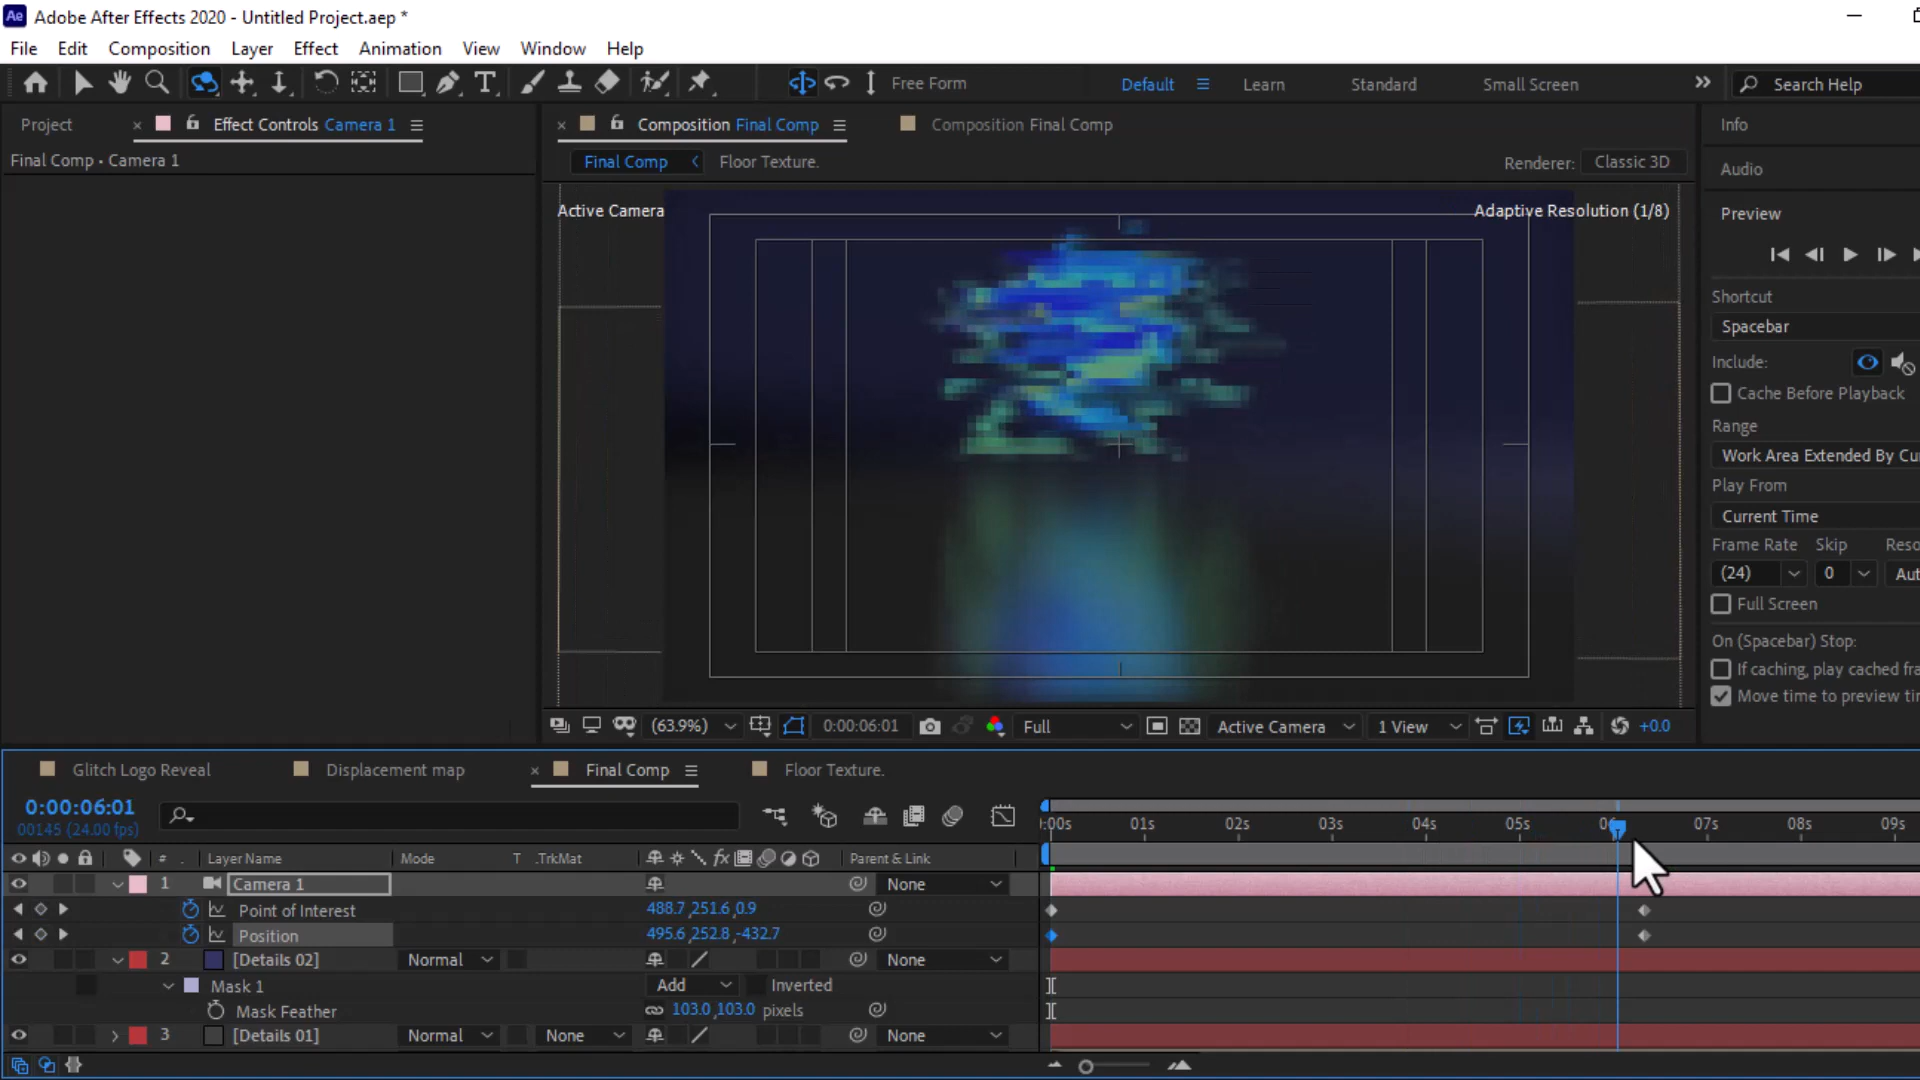 Ae Adobe After Effects 2020 - Untitled Project.aep *
File Edit Composition Layer Effect Animation View Window Help
T Free Form Default Learn Standard Small Screen Search Help
Project Effect Controls Camera 1
Final Comp • Camera 1
Composition Final Comp Composition Final Comp
Final Comp Floor Texture. Renderer: Classic 3D
Active Camera Adaptive Resolution (1/8)
(63.9%) 0:00:06:01 Full Active Camera 1 View +0.0
Info
Audio
Preview
Shortcut
Spacebar
Include:
Cache Before Playback
Range
Work Area Extended By Cu
Play From
Current Time
Frame Rate Skip Reso
(24) 0 Aut
Full Screen
On (Spacebar) Stop:
If caching, play cached fra
Move time to preview tin
Glitch Logo Reveal Displacement map Final Comp Floor Texture.
0:00:06:01
00145 (24.00 fps)
:00s 01s 02s 03s 04s 05s 07s 08s 09s
# . Layer Name Mode T .TrkMat fx Parent & Link
1 Camera 1 None
Point of Interest 488.7,251.6,0.9
Position 495.6,252.8,-432.7
2 [Details 02] Normal None
Mask 1 Add Inverted
Mask Feather 103.0,103.0 pixels
3 [Details 01] Normal None None